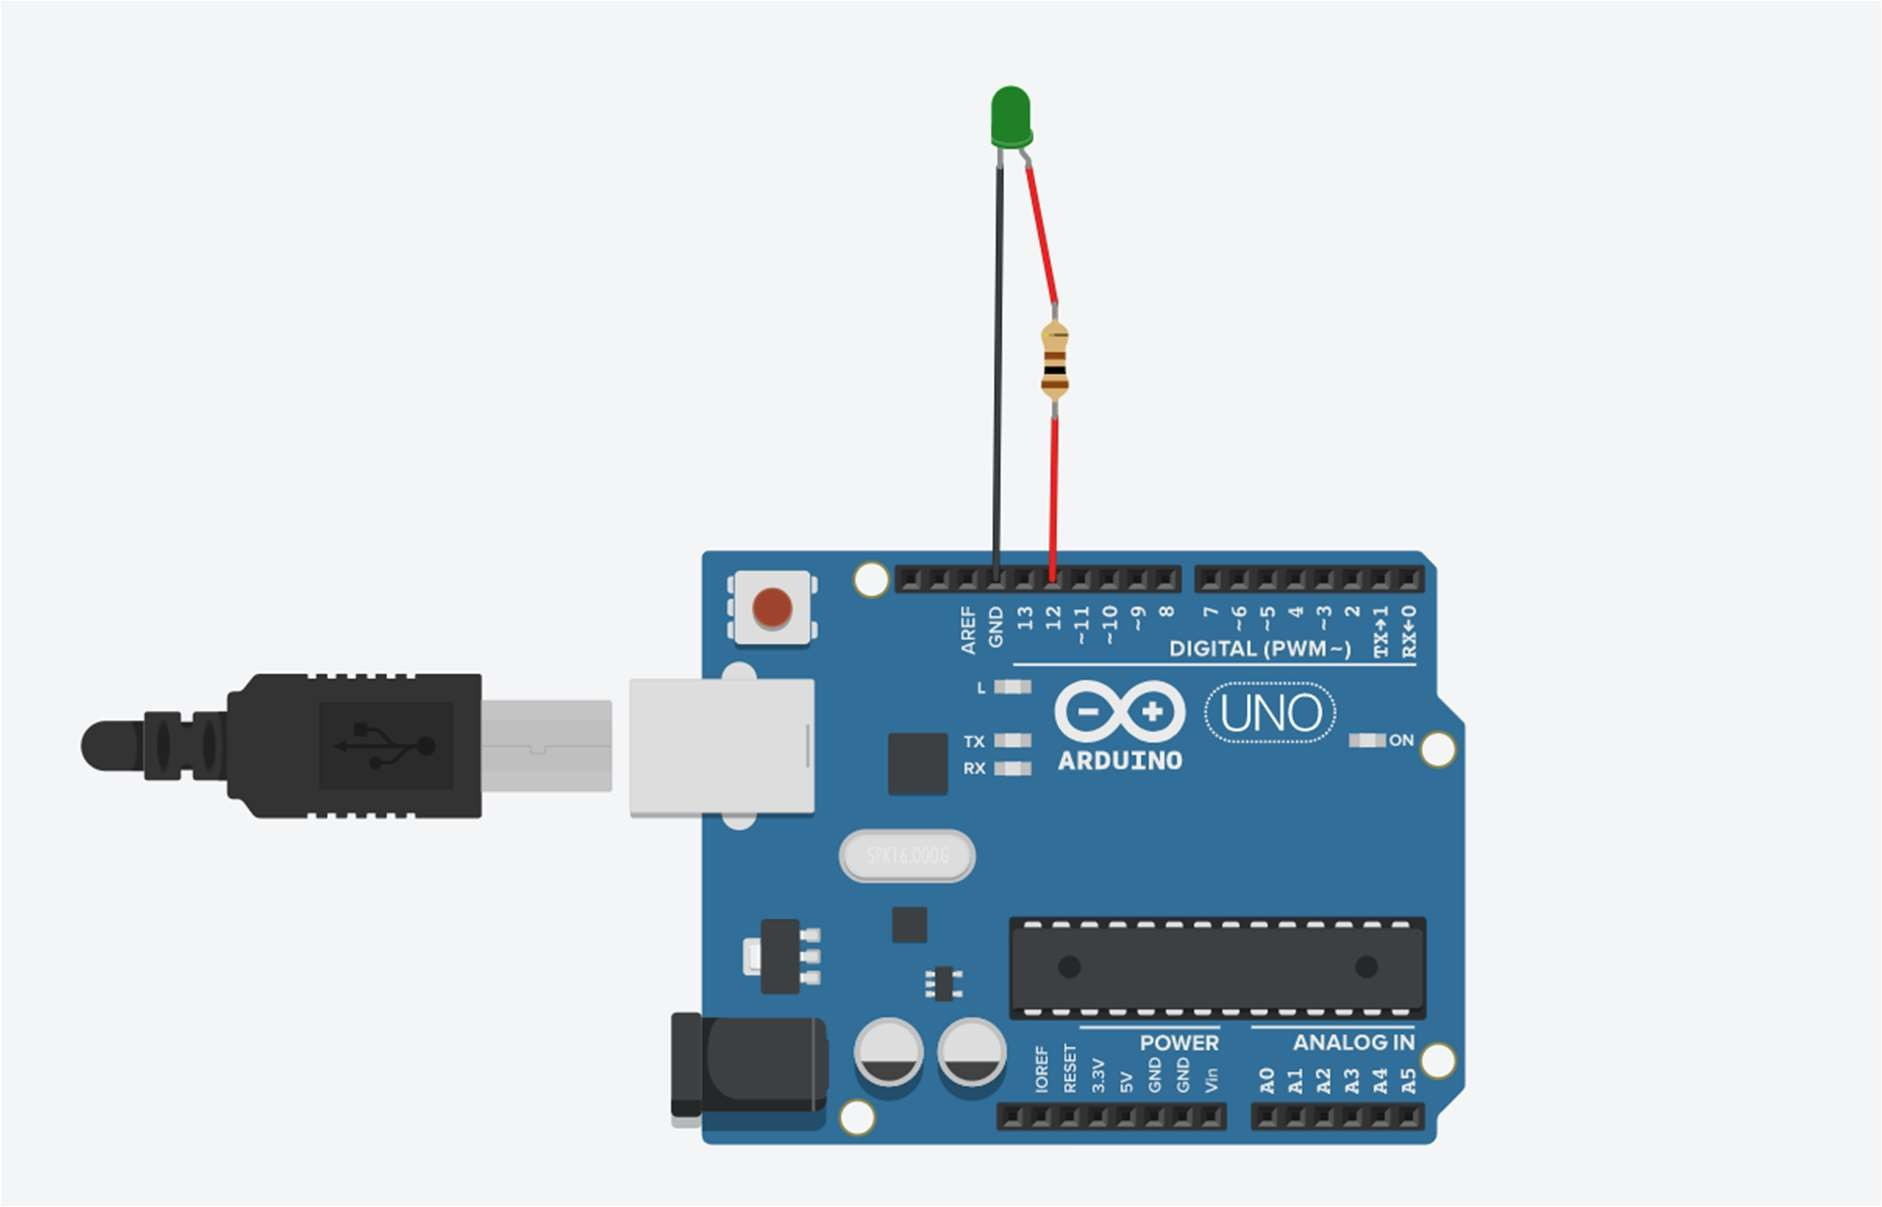 AREF GND 13 12 ~11 ~10 ~9 8 7 ~6 ~5 4 ~3 2 TX→1 RX←0
DIGITAL (PWM~)
L
TX
RX
ARDUINO
UNO
ON
SPK16.000G
POWER
ANALOG IN
IOREF RESET 3.3V 5V GND GND Vin A0 A1 A2 A3 A4 A5